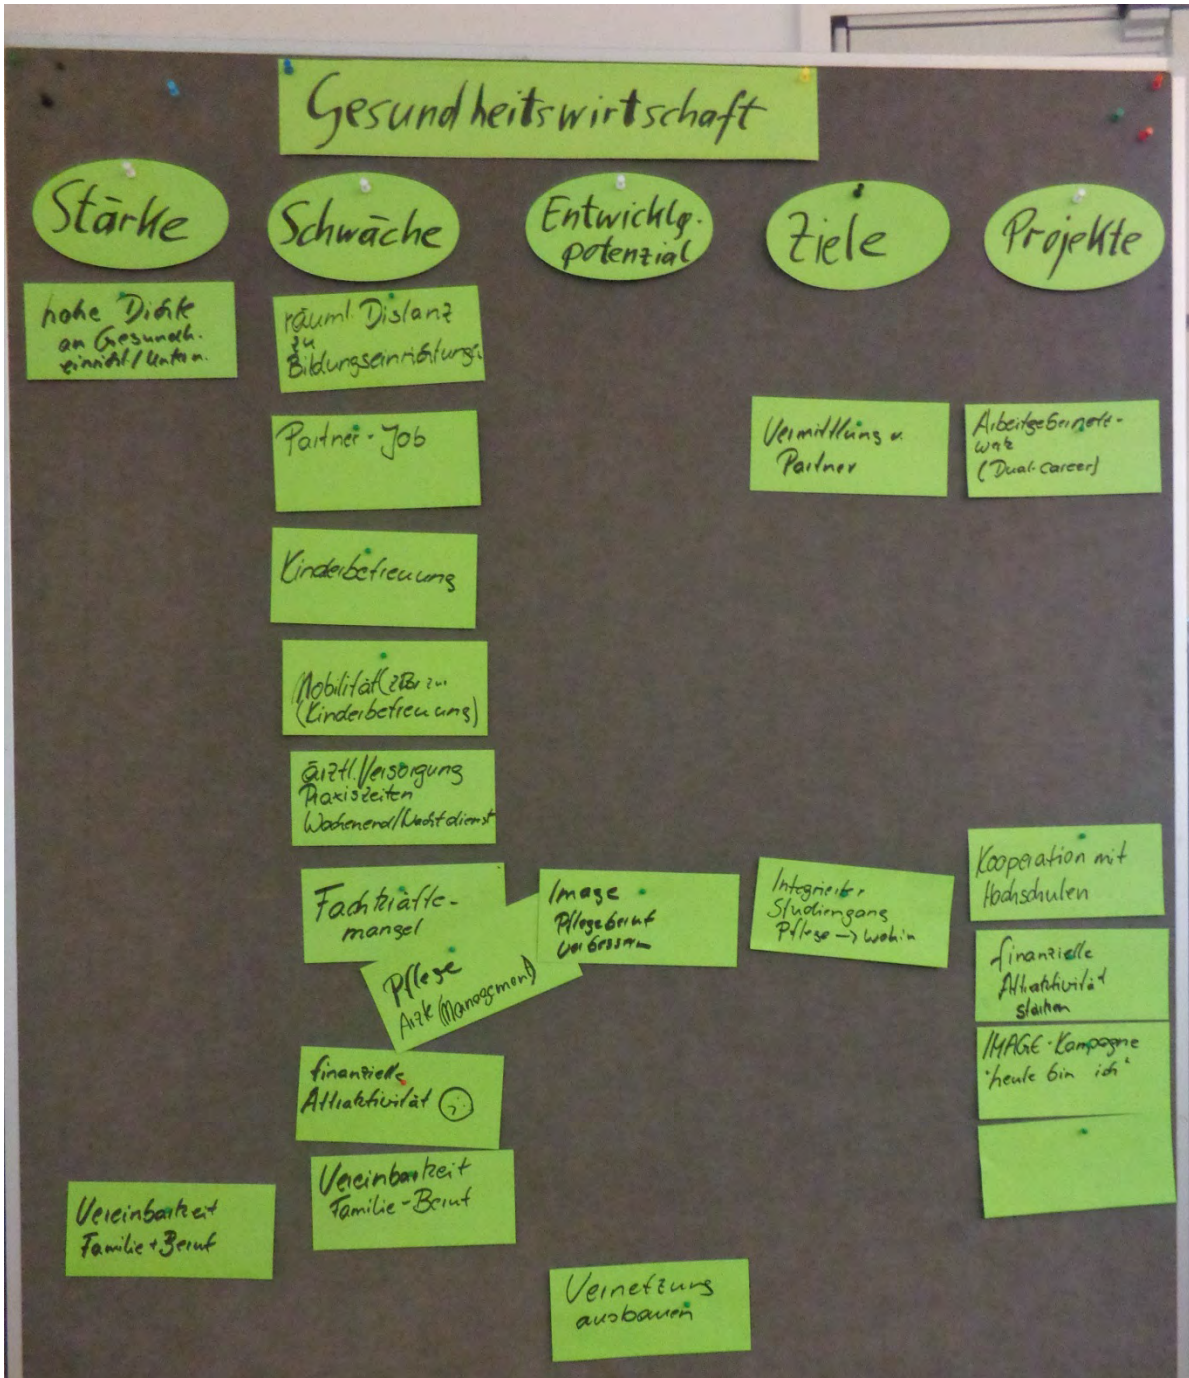 Gesundheitswirtschaft
Stärke
Schwäche
Entwicklg.
potenzial
Ziele
Projekte
hohe Dichte
an Gesundh.
einricht./Untern.
räuml. Distanz
zu
Bildungseinrichtungen
Partner-Job
Kinderbetreuung
Mobilität
(Kinderbetreuung)
ärztl. Versorgung
Praxiszeiten
Wochenend/Nachtdienst
Fachkräfte-
mangel
Pflege
Arzt (Management)
finanzielle
Attraktivität
Vereinbarkeit
Familie-Beruf
Vereinbarkeit
Familie+Beruf
Image
Pflegeberuf
verbessern
Vernetzung
ausbauen
Vermittlung v.
Partner
Integrierter
Studiengang
Pflege → wohin
Arbeitgebernetz-
werk
(Dual-career)
Kooperation mit
Hochschulen
finanzielle
Attraktivität
stärken
IMAGE-Kampagne
"heute bin ich"